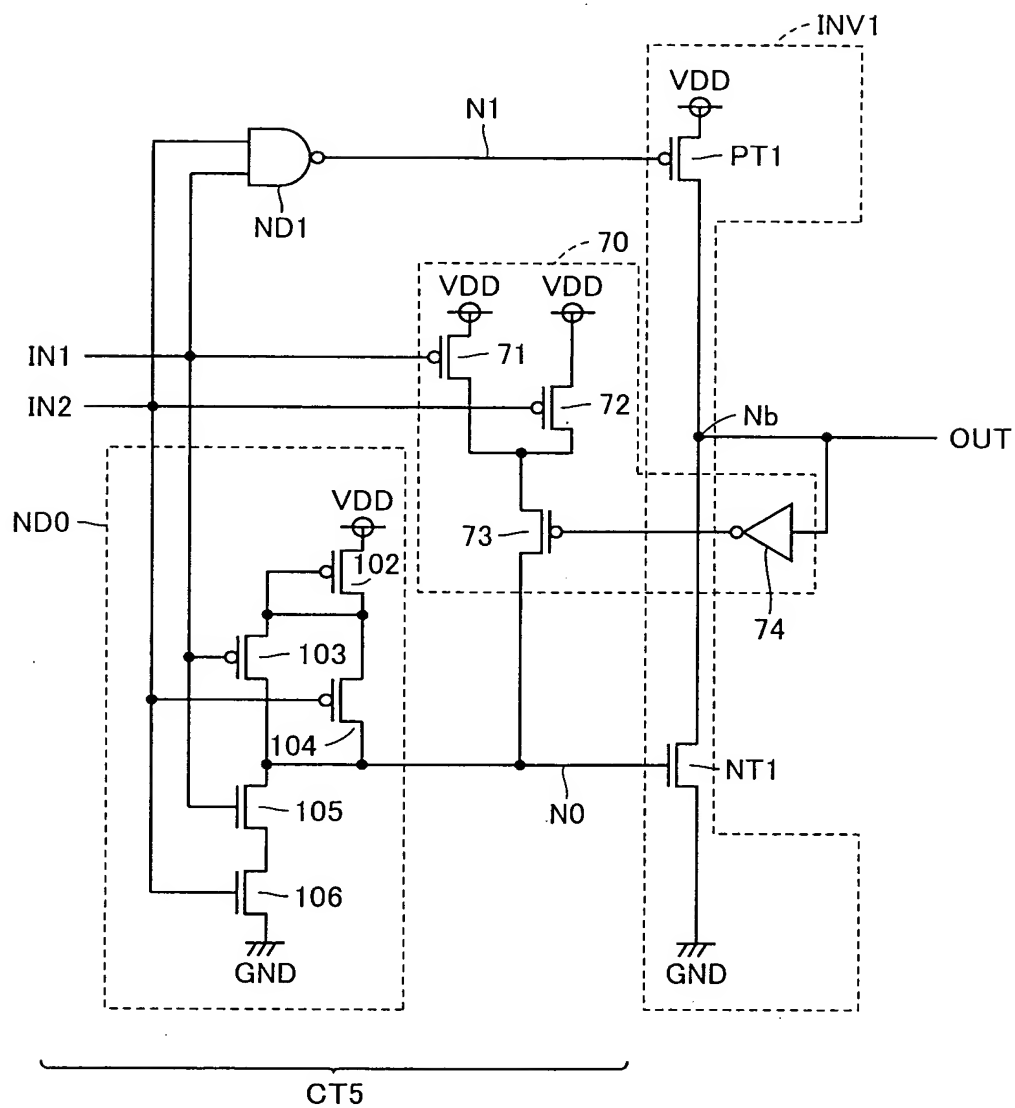 INV1
VDD
N1
PT1
ND1
70
VDD
VDD
IN1
71
IN2
72
Nb
OUT
ND0
VDD
73
102
74
103
104
NT1
N0
105
106
GND
GND
CT5